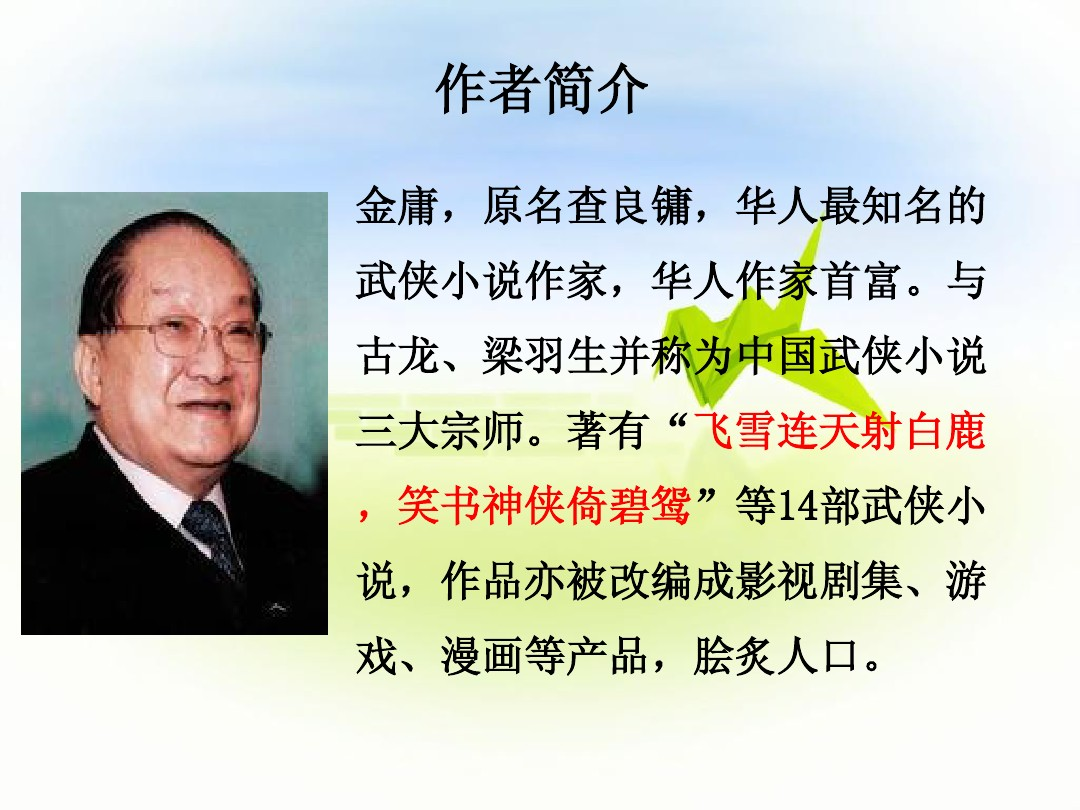 作者简介
金庸，原名查良镛，华人最知名的
武侠小说作家，华人作家首富。与
古龙、梁羽生并称为中国武侠小说
三大宗师。著有“飞雪连天射白鹿
，笑书神侠倚碧鸳”等14部武侠小
说，作品亦被改编成影视剧集、游
戏、漫画等产品，脍炙人口。